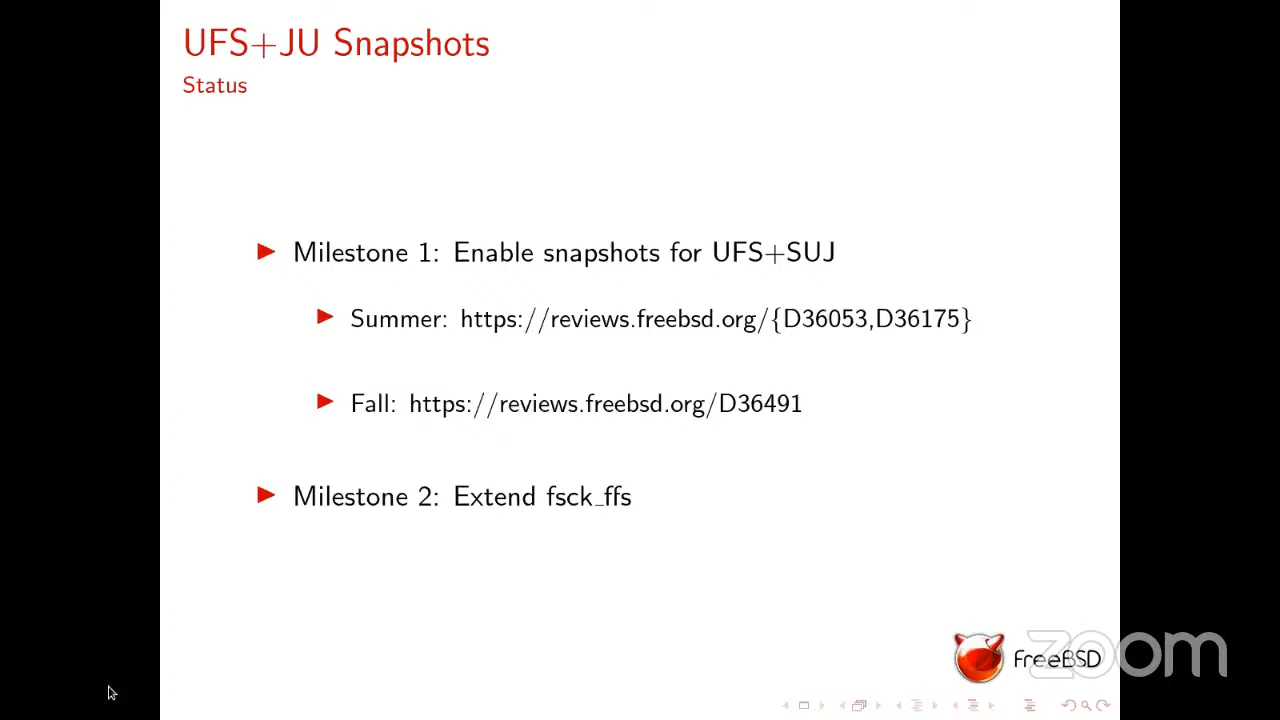 UFS+JU Snapshots
Status
Milestone 1: Enable snapshots for UFS+SUJ
Summer: https://reviews.freebsd.org/{D36053,D36175}
Fall: https://reviews.freebsd.org/D36491
Milestone 2: Extend fsck_ffs
FreeBSD
zoom